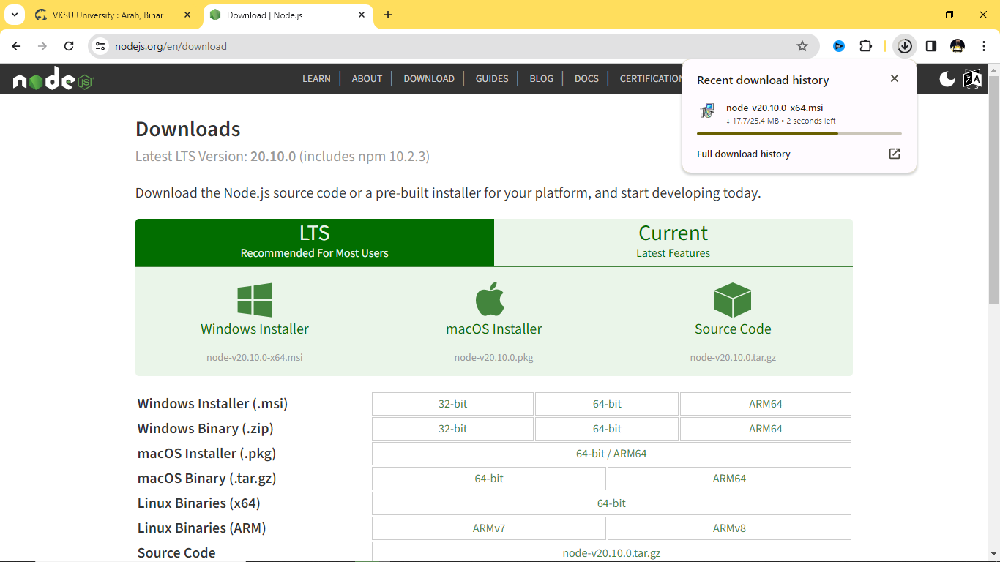 VKSU University : Arah, Bihar
Download | Node.js
nodejs.org/en/download
node JS
LEARN ABOUT DOWNLOAD GUIDES BLOG DOCS CERTIFICATION
Recent download history
node-v20.10.0-x64.msi
↓ 17.7/25.4 MB • 2 seconds left
Full download history
Downloads
Latest LTS Version: 20.10.0 (includes npm 10.2.3)
Download the Node.js source code or a pre-built installer for your platform, and start developing today.
LTS
Recommended For Most Users
Current
Latest Features
Windows Installer
node-v20.10.0-x64.msi
macOS Installer
node-v20.10.0.pkg
Source Code
node-v20.10.0.tar.gz
Windows Installer (.msi) 32-bit 64-bit ARM64
Windows Binary (.zip) 32-bit 64-bit ARM64
macOS Installer (.pkg) 64-bit / ARM64
macOS Binary (.tar.gz) 64-bit ARM64
Linux Binaries (x64) 64-bit
Linux Binaries (ARM) ARMv7 ARMv8
Source Code node-v20.10.0.tar.gz